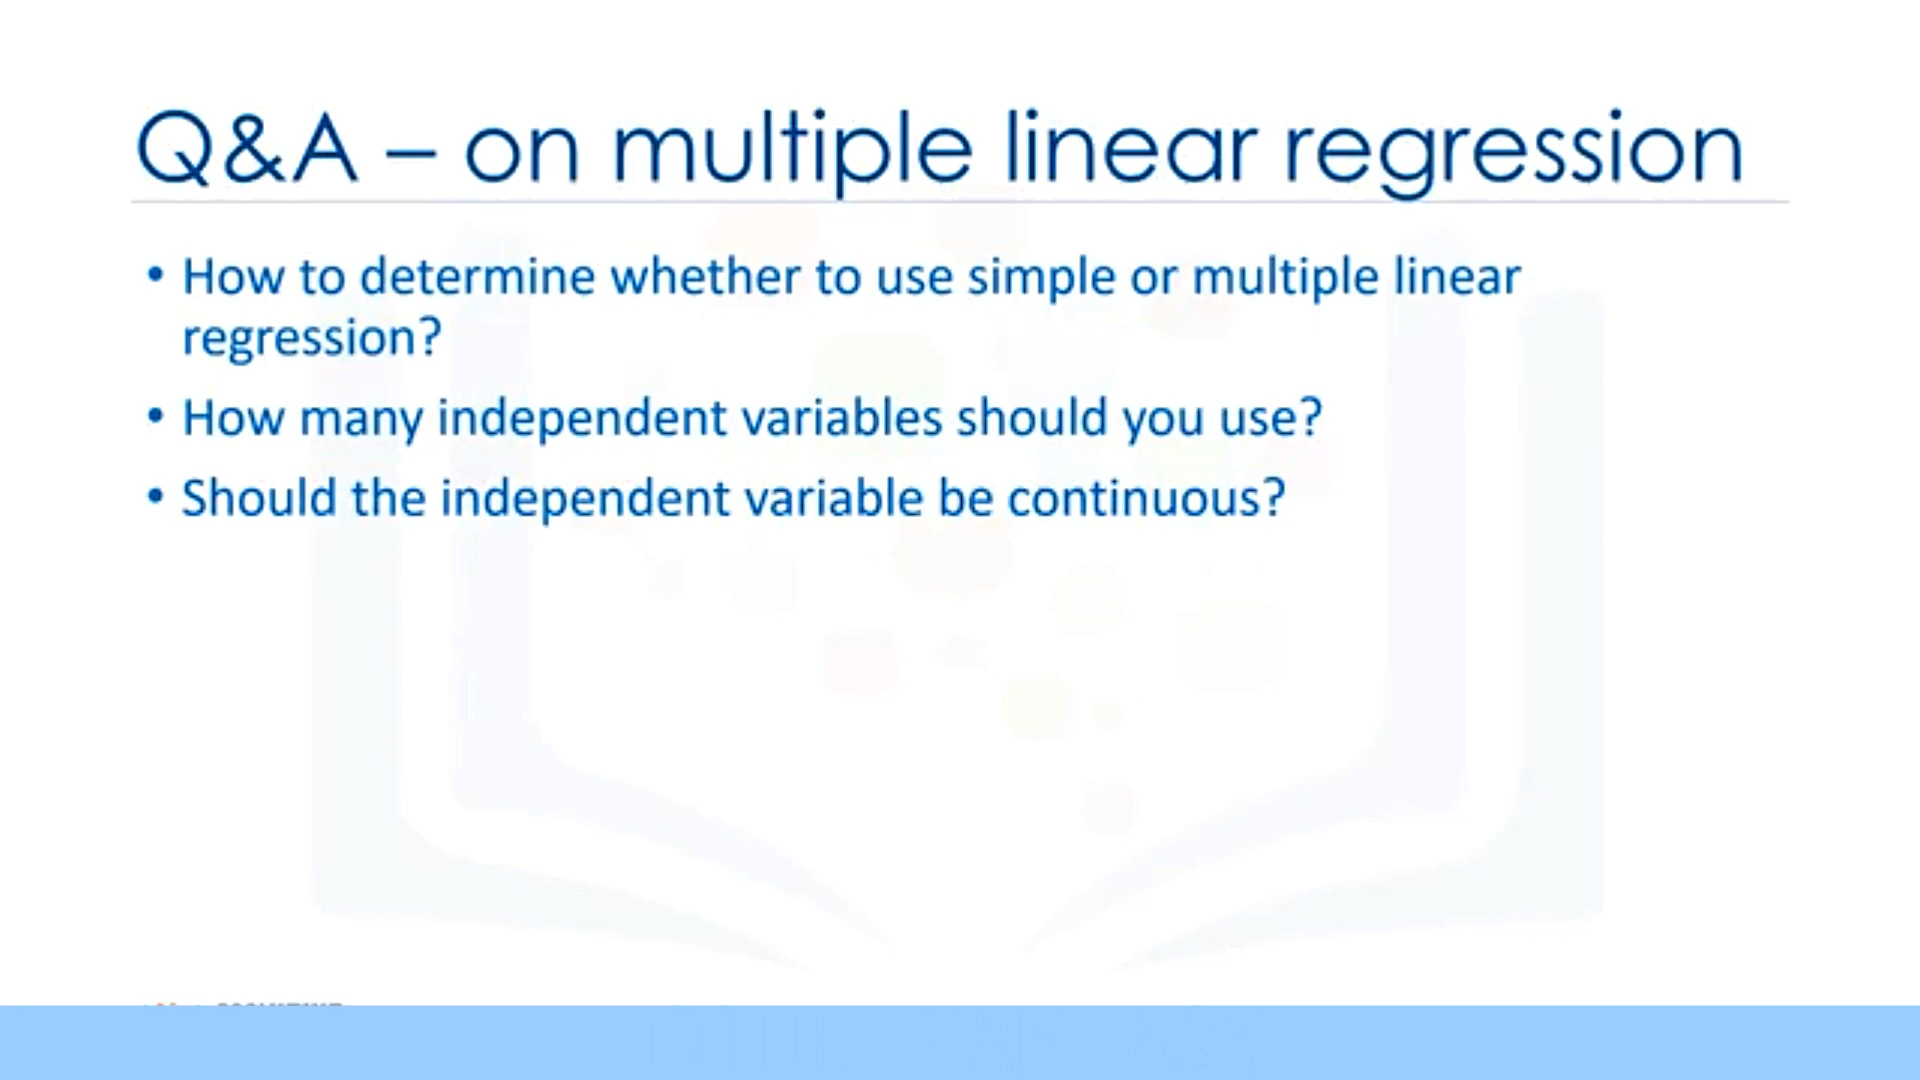 Q&A – on multiple linear regression
• How to determine whether to use simple or multiple linear
regression?
• How many independent variables should you use?
• Should the independent variable be continuous?